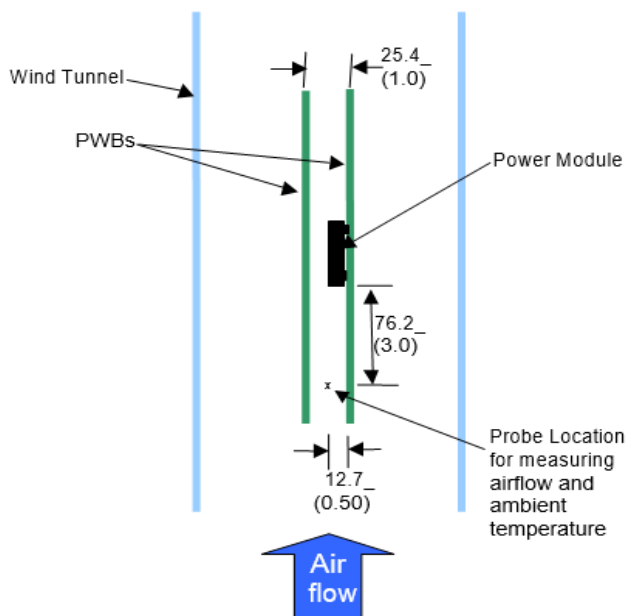 25.4_
(1.0)
Wind Tunnel
PWBs
Power Module
76.2_
(3.0)
x
Probe Location
for measuring
airflow and
ambient
temperature
12.7_
(0.50)
Air
flow